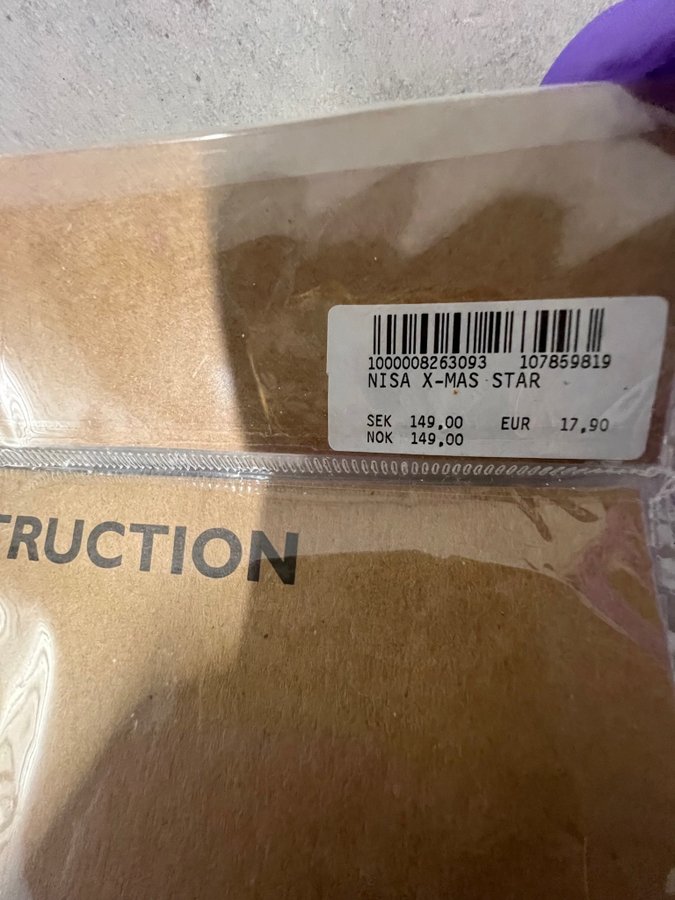 1000008263093 107859819
NISA X-MAS STAR
SEK 149,00 EUR 17,90
NOK 149,00
TRUCTION